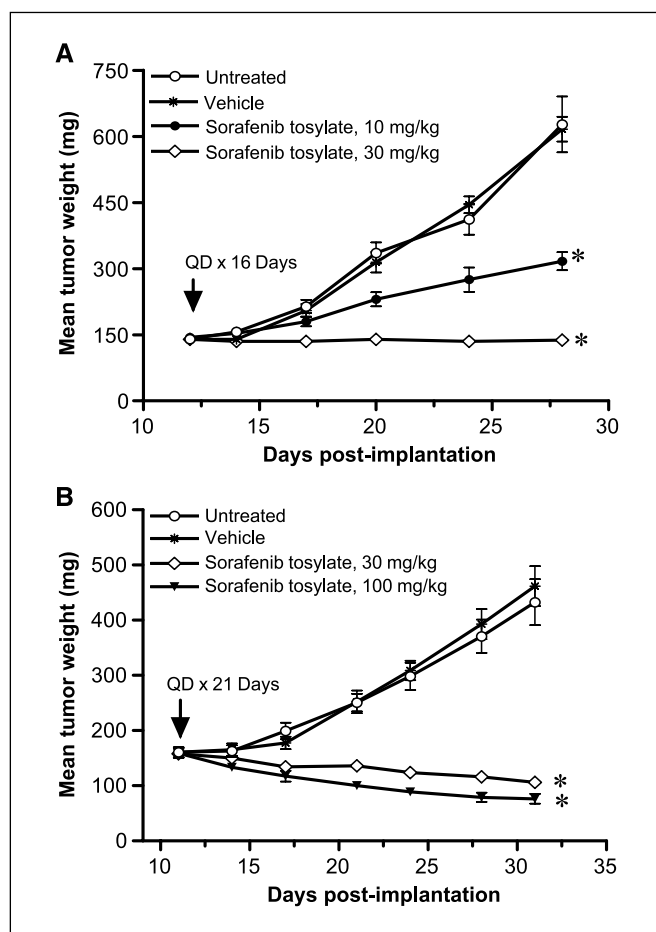 A
750
600
450
300
150
0
Mean tumor weight (mg)
Untreated
Vehicle
Sorafenib tosylate, 10 mg/kg
Sorafenib tosylate, 30 mg/kg
QD x 16 Days
*
*
10 15 20 25 30
Days post-implantation
B
600
500
400
300
200
100
0
Mean tumor weight (mg)
Untreated
Vehicle
Sorafenib tosylate, 30 mg/kg
Sorafenib tosylate, 100 mg/kg
QD x 21 Days
*
*
10 15 20 25 30 35
Days post-implantation